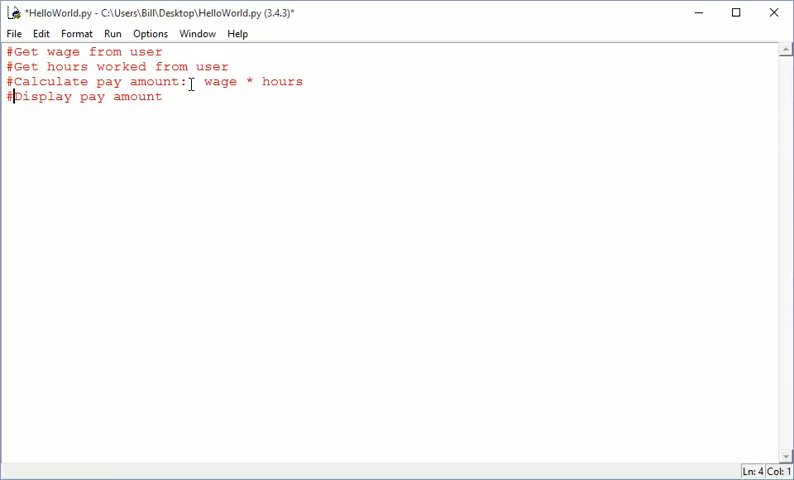 *HelloWorld.py - C:\Users\Bill\Desktop\HelloWorld.py (3.4.3)*
File Edit Format Run Options Window Help
#Get wage from user
#Get hours worked from user
#Calculate pay amount:  wage * hours
#Display pay amount
Ln: 4 Col: 1